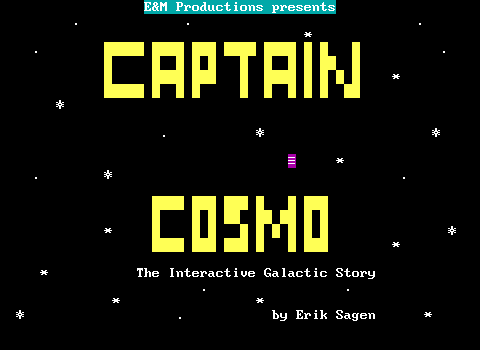 E&M Productions presents
CAPTAIN
COSMO
The Interactive Galactic Story
by Erik Sagen